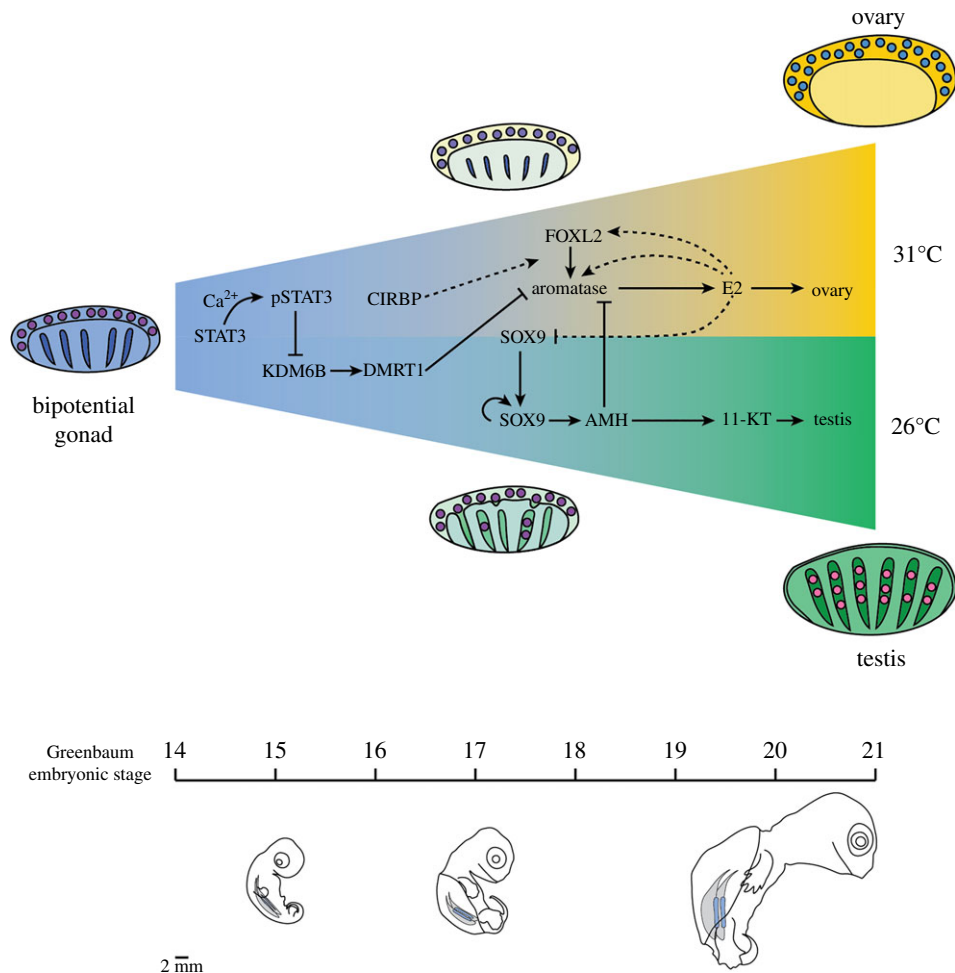 ovary
31°C
FOXL2
Ca2+
pSTAT3
CIRBP
aromatase
E2
ovary
STAT3
SOX9
KDM6B
DMRT1
bipotential
gonad
SOX9
AMH
11-KT
testis
26°C
testis
Greenbaum
embryonic stage
14
15
16
17
18
19
20
21
2 mm